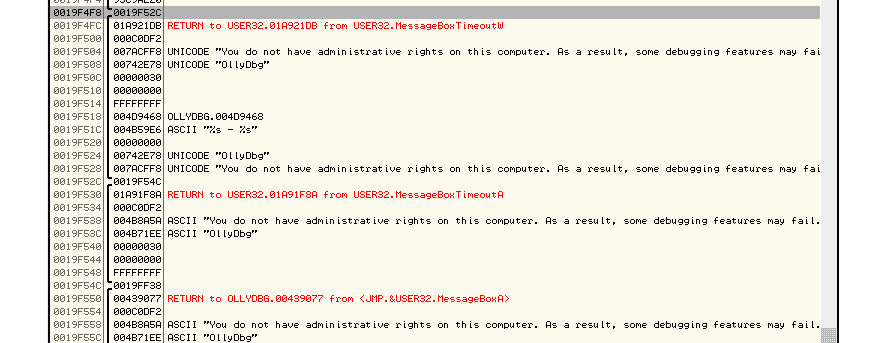 0019F4F8 0019F52C
0019F4FC 01A921DB RETURN to USER32.01A921DB from USER32.MessageBoxTimeoutW
0019F500 000C0DF2
0019F504 007ACFF8 UNICODE "You do not have administrative rights on this computer. As a result, some debugging features may fai
0019F508 00742E78 UNICODE "OllyDbg"
0019F50C 00000030
0019F510 00000000
0019F514 FFFFFFFF
0019F518 004D9468 OLLYDBG.004D9468
0019F51C 004B59E6 ASCII "%s - %s"
0019F520 00000000
0019F524 00742E78 UNICODE "OllyDbg"
0019F528 007ACFF8 UNICODE "You do not have administrative rights on this computer. As a result, some debugging features may fai
0019F52C 0019F54C
0019F530 01A91F8A RETURN to USER32.01A91F8A from USER32.MessageBoxTimeoutA
0019F534 000C0DF2
0019F538 004B8A5A ASCII "You do not have administrative rights on this computer. As a result, some debugging features may fail.
0019F53C 004B71EE ASCII "OllyDbg"
0019F540 00000030
0019F544 00000000
0019F548 FFFFFFFF
0019F54C 0019FF38
0019F550 00439077 RETURN to OLLYDBG.00439077 from <JMP.&USER32.MessageBoxA>
0019F554 000C0DF2
0019F558 004B8A5A ASCII "You do not have administrative rights on this computer. As a result, some debugging features may fail.
0019F55C 004B71EE ASCII "OllyDbg"